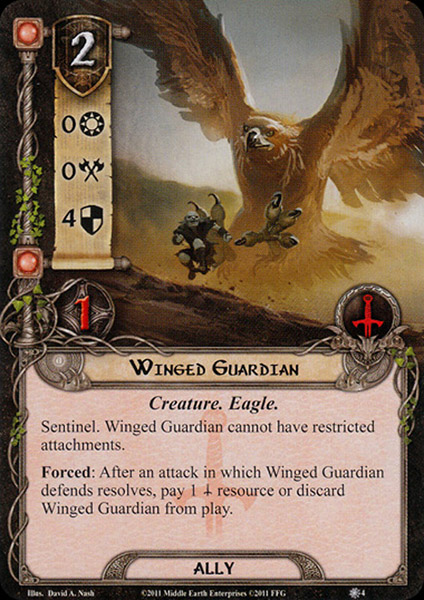 2
0
0
4
1
Winged Guardian
Creature. Eagle.
Sentinel. Winged Guardian cannot have restricted
attachments.
Forced: After an attack in which Winged Guardian
defends resolves, pay 1 resource or discard
Winged Guardian from play.
ALLY
Illus. David A. Nash
©2011 Middle Earth Enterprises ©2011 FFG
4